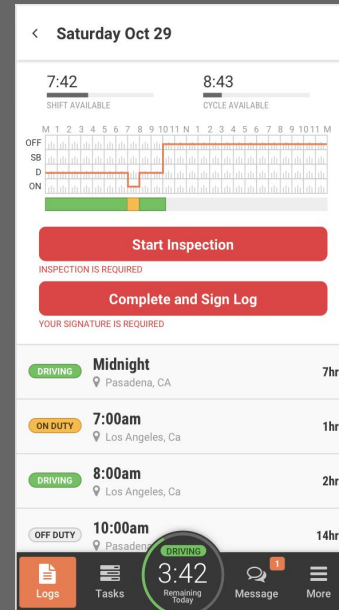 < Saturday Oct 29
7:42 8:43
SHIFT AVAILABLE CYCLE AVAILABLE
M 1 2 3 4 5 6 7 8 9 10 11 N 1 2 3 4 5 6 7 8 9 10 11 M
OFF
SB
D
ON
Start Inspection
INSPECTION IS REQUIRED
Complete and Sign Log
YOUR SIGNATURE IS REQUIRED
DRIVING Midnight 7hr
Pasadena, CA
ON DUTY 7:00am 1hr
Los Angeles, Ca
DRIVING 8:00am 2hr
Los Angeles, Ca
OFF DUTY 10:00am 14hr
Pasadena
DRIVING
3:42
Remaining
Today
1
Logs Tasks Message More